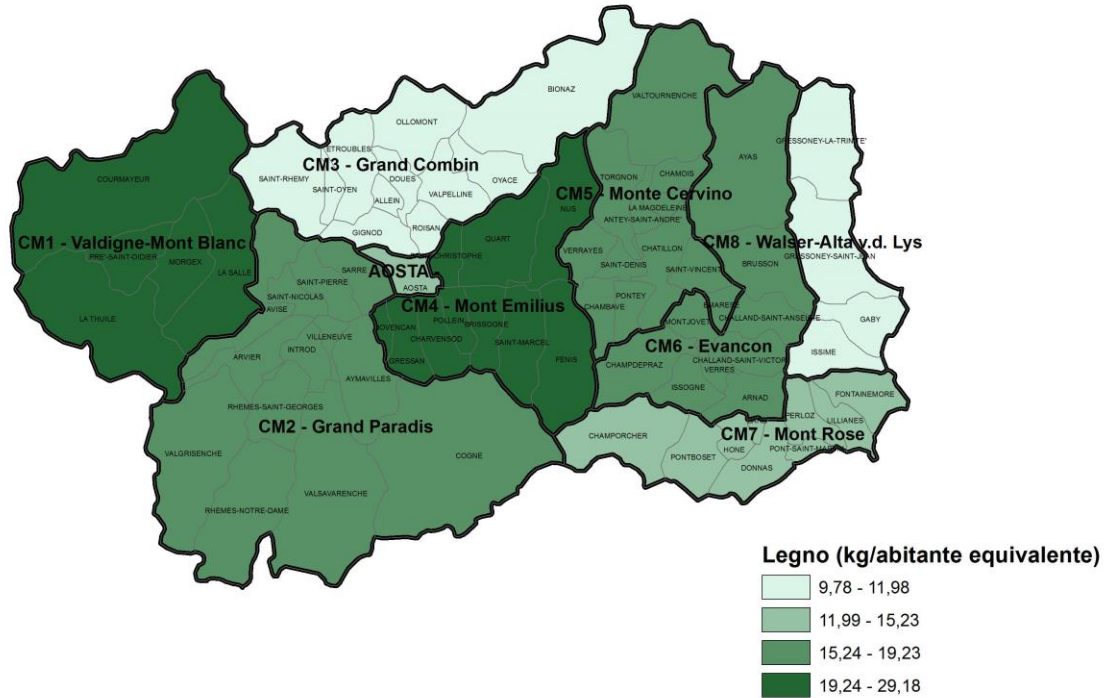 BIONAZ
VALTOURNENCHE
OLLOMONT
ETROUBLES
GRESSONEY-LA-TRINITE'
AYAS
CM3 - Grand Combin
SAINT-RHEMY
DOUES
OYACE
TORGNON
CHAMOIS
COURMAYEUR
SAINT-OYEN
ALLEIN
VALPELLINE
CM5 - Monte Cervino
LA MAGDELEINE
NUS
ANTEY-SAINT-ANDRE'
GIGNOD
ROISAN
QUART
CM1 - Valdigne-Mont Blanc
CM8 - Walser-Alta v.d. Lys
PRE'-SAINT-DIDIER
MORGEX
CHRISTOPHE
VERRAYES
CHATILLON
GRESSONEY-SAINT-JEAN
LA SALLE
SARRE
AOSTA
SAINT-DENIS
SAINT-VINCENT
BRUSSON
SAINT-PIERRE
AOSTA
SAINT-NICOLAS
PONTEY
AVISE
CM4 - Mont Emilius
CHAMBAVE
LA THUILE
POLLEIN
BRISSOGNE
MONTJOVET
CHALLAND-SAINT-ANSELME
GABY
VILLENEUVE
CHARVENSOD
SAINT-MARCEL
CM6 - Evancon
ARVIER
INTROD
GRESSAN
FENIS
CHALLAND-SAINT-VICTOR
ISSIME
CHAMPDEPRAZ
VERRES
AYMAVILLES
ISSOGNE
RHEMES-SAINT-GEORGES
ARNAD
FONTAINEMORE
PERLOZ
LILLIANES
CM2 - Grand Paradis
CHAMPORCHER
CM7 - Mont Rose
HONE
VALGRISENCHE
COGNE
PONTBOSET
DONNAS
VALSAVARENCHE
RHEMES-NOTRE-DAME
Legno (kg/abitante equivalente)
9,78 - 11,98
11,99 - 15,23
15,24 - 19,23
19,24 - 29,18